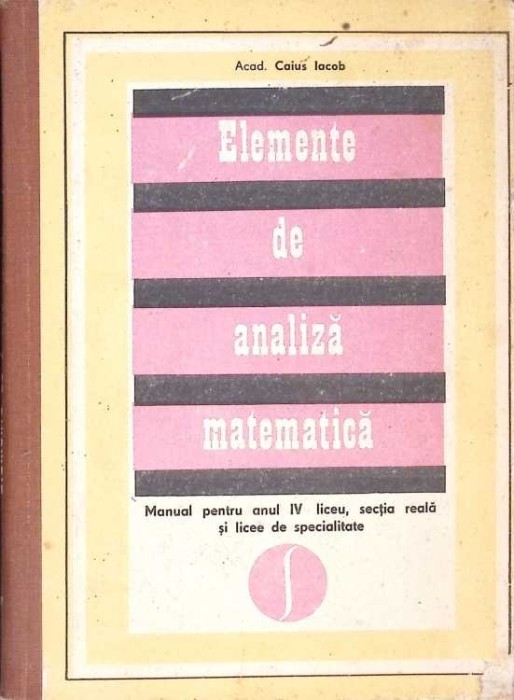 Acad. Caius Iacob
Elemente
de
analiză
matematică
Manual pentru anul IV liceu, secția reală
și licee de specialitate
∫